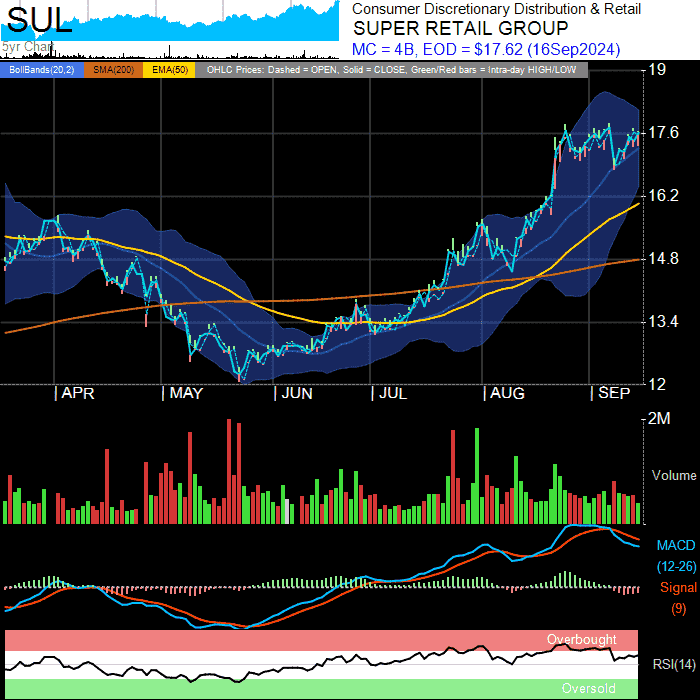 SUL
5yr Chart
Consumer Discretionary Distribution & Retail
SUPER RETAIL GROUP
MC = 4B, EOD = $17.62 (16Sep2024)
BollBands(20,2) SMA(200) EMA(50) OHLC Prices: Dashed = OPEN, Solid = CLOSE, Green/Red bars = Intra-day HIGH/LOW
19
17.6
16.2
14.8
13.4
12
| APR | MAY | JUN | JUL | AUG | SEP
2M
Volume
MACD
(12-26)
Signal
(9)
Overbought
RSI(14)
Oversold